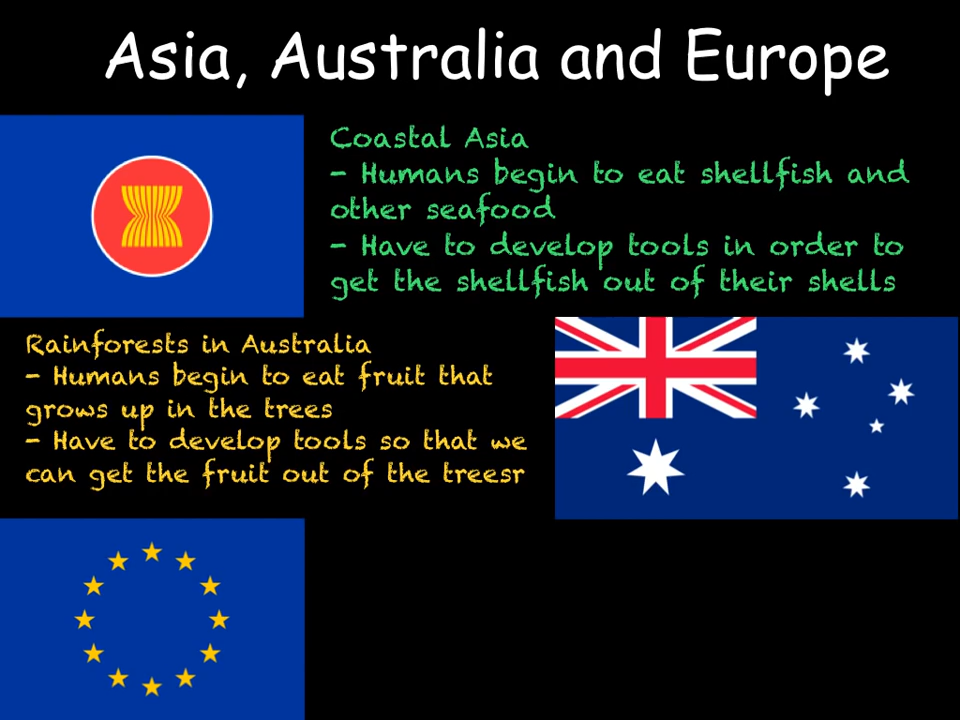 Asia, Australia and Europe
Coastal Asia
- Humans begin to eat shellfish and
other seafood
- Have to develop tools in order to
get the shellfish out of their shells
Rainforests in Australia
- Humans begin to eat fruit that
grows up in the trees
- Have to develop tools so that we
can get the fruit out of the treesr